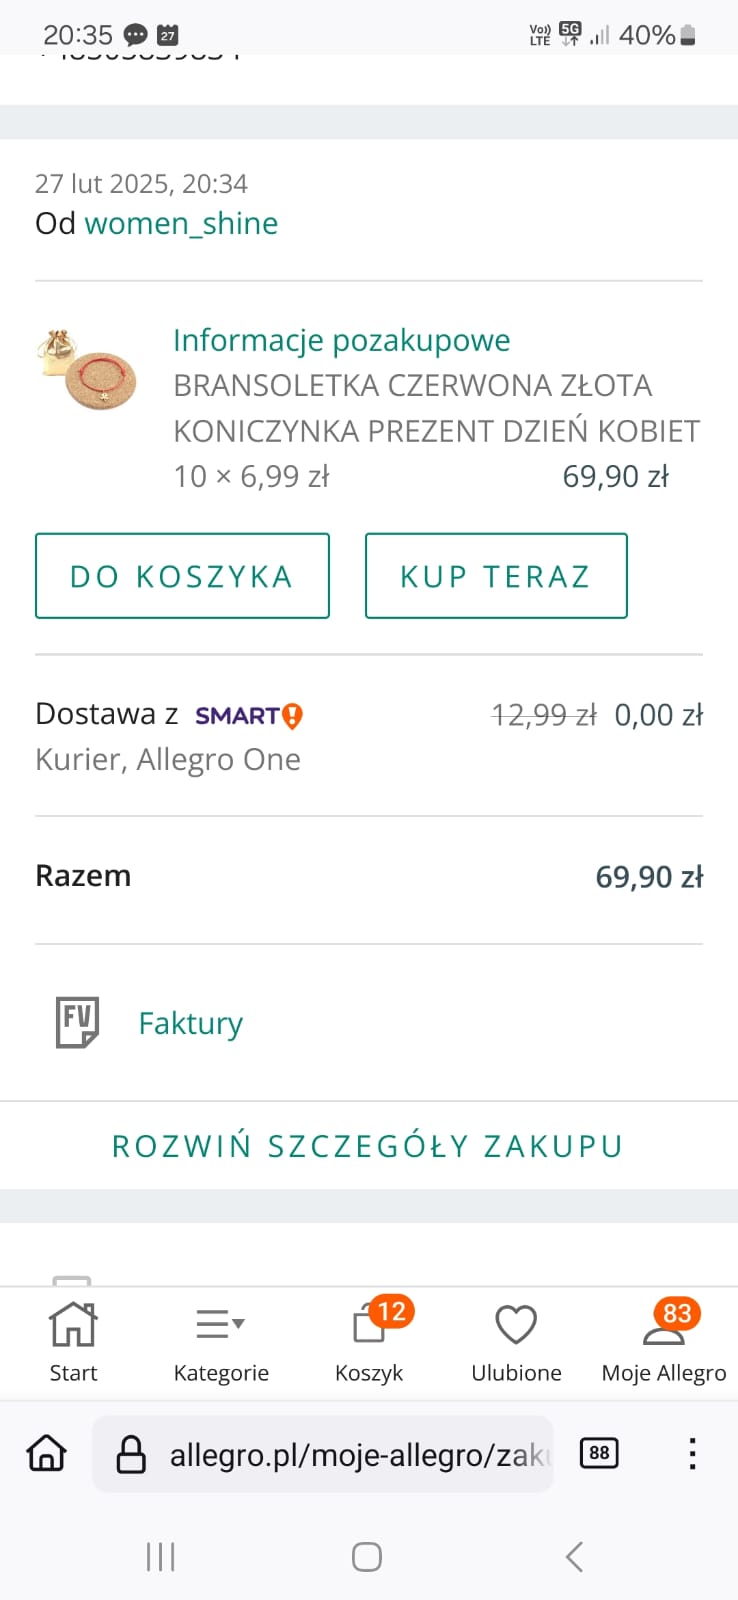 20:35 27 Vo)) LTE 5G 40%
27 lut 2025, 20:34
Od women_shine
Informacje pozakupowe
BRANSOLETKA CZERWONA ZŁOTA
KONICZYNKA PREZENT DZIEŃ KOBIET
10 × 6,99 zł 69,90 zł
DO KOSZYKA KUP TERAZ
Dostawa z SMART! 12,99 zł 0,00 zł
Kurier, Allegro One
Razem 69,90 zł
FV Faktury
ROZWIŃ SZCZEGÓŁY ZAKUPU
12 83
Start Kategorie Koszyk Ulubione Moje Allegro
allegro.pl/moje-allegro/zak 88